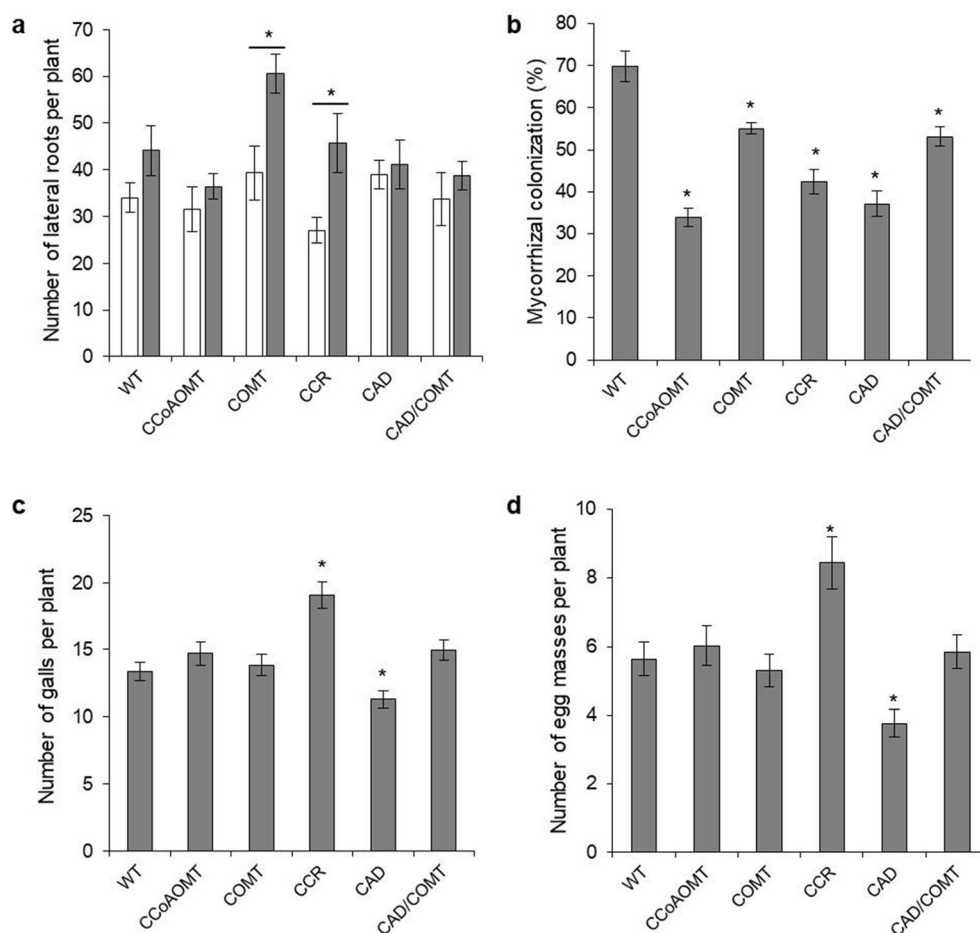 a
Number of lateral roots per plant
70
60
50
40
30
20
10
0
*
*
WT
CCoAOMT
COMT
CCR
CAD
CAD/COMT
b
Mycorrhizal colonization (%)
80
70
60
50
40
30
20
10
0
*
*
*
*
*
WT
CCoAOMT
COMT
CCR
CAD
CAD/COMT
c
Number of galls per plant
25
20
15
10
5
0
*
*
WT
CCoAOMT
COMT
CCR
CAD
CAD/COMT
d
Number of egg masses per plant
10
8
6
4
2
0
*
*
WT
CCoAOMT
COMT
CCR
CAD
CAD/COMT